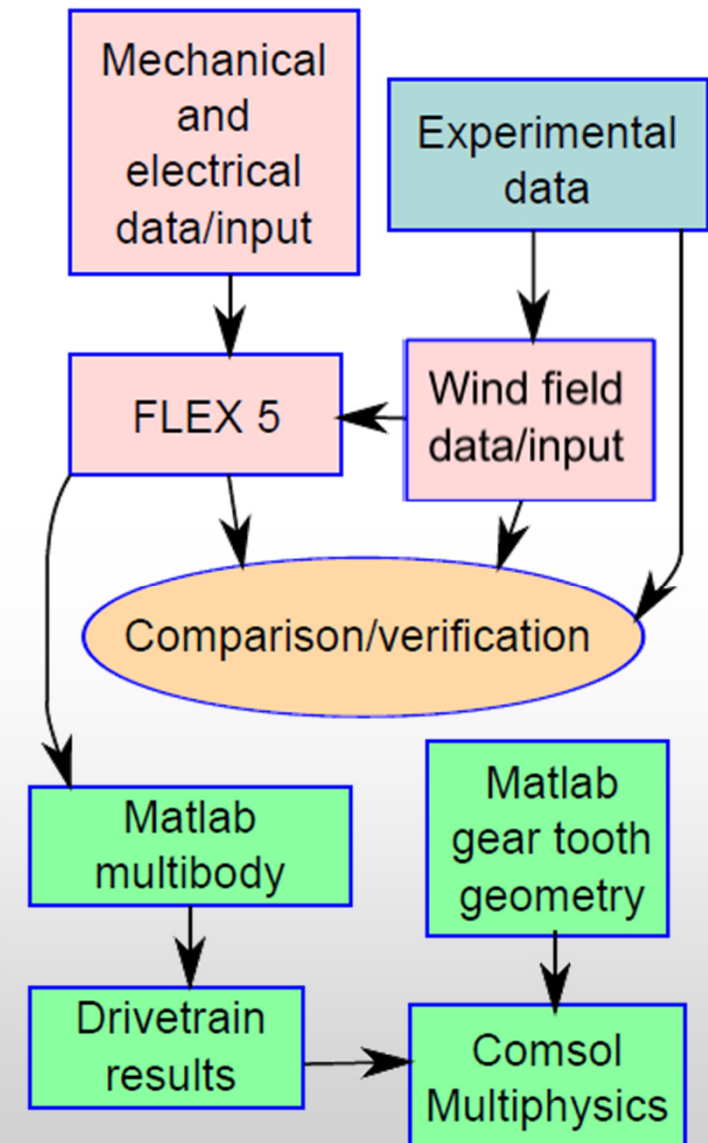 Mechanical
and
electrical
data/input
Experimental
data
FLEX 5
Wind field
data/input
Comparison/verification
Matlab
multibody
Matlab
gear tooth
geometry
Drivetrain
results
Comsol
Multiphysics